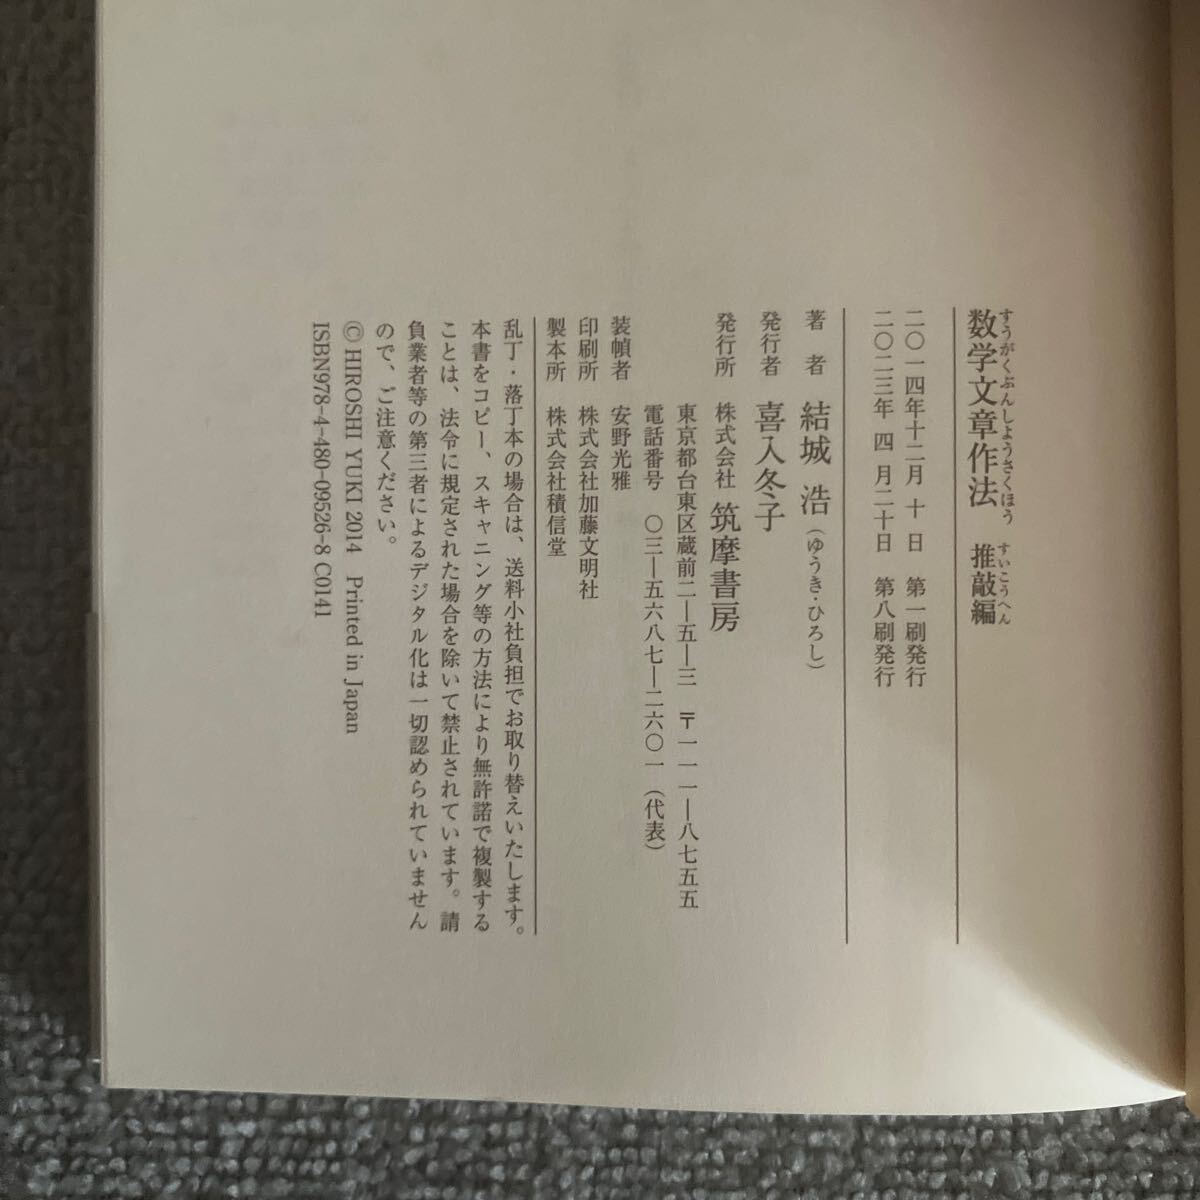 数学文章作法　推敲編
すうがくぶんしようさくほう　すいこうへん
二〇一四年十二月　十　日　第一刷発行
二〇二三年　四　月二十日　第八刷発行
著　者　結城　浩（ゆうき・ひろし）
発行者　喜入冬子
発行所　株式会社　筑摩書房
東京都台東区蔵前二―五―三　〒一一一―八七五五
電話番号　〇三―五六八七―二六〇一（代表）
装幀者　安野光雅
印刷所　株式会社加藤文明社
製本所　株式会社積信堂
乱丁・落丁本の場合は、送料小社負担でお取り替えいたします。
本書をコピー、スキャニング等の方法により無許諾で複製する
ことは、法令に規定された場合を除いて禁止されています。請
負業者等の第三者によるデジタル化は一切認められていません
ので、ご注意ください。
© HIROSHI YUKI 2014　Printed in Japan
ISBN978-4-480-09526-8 C0141